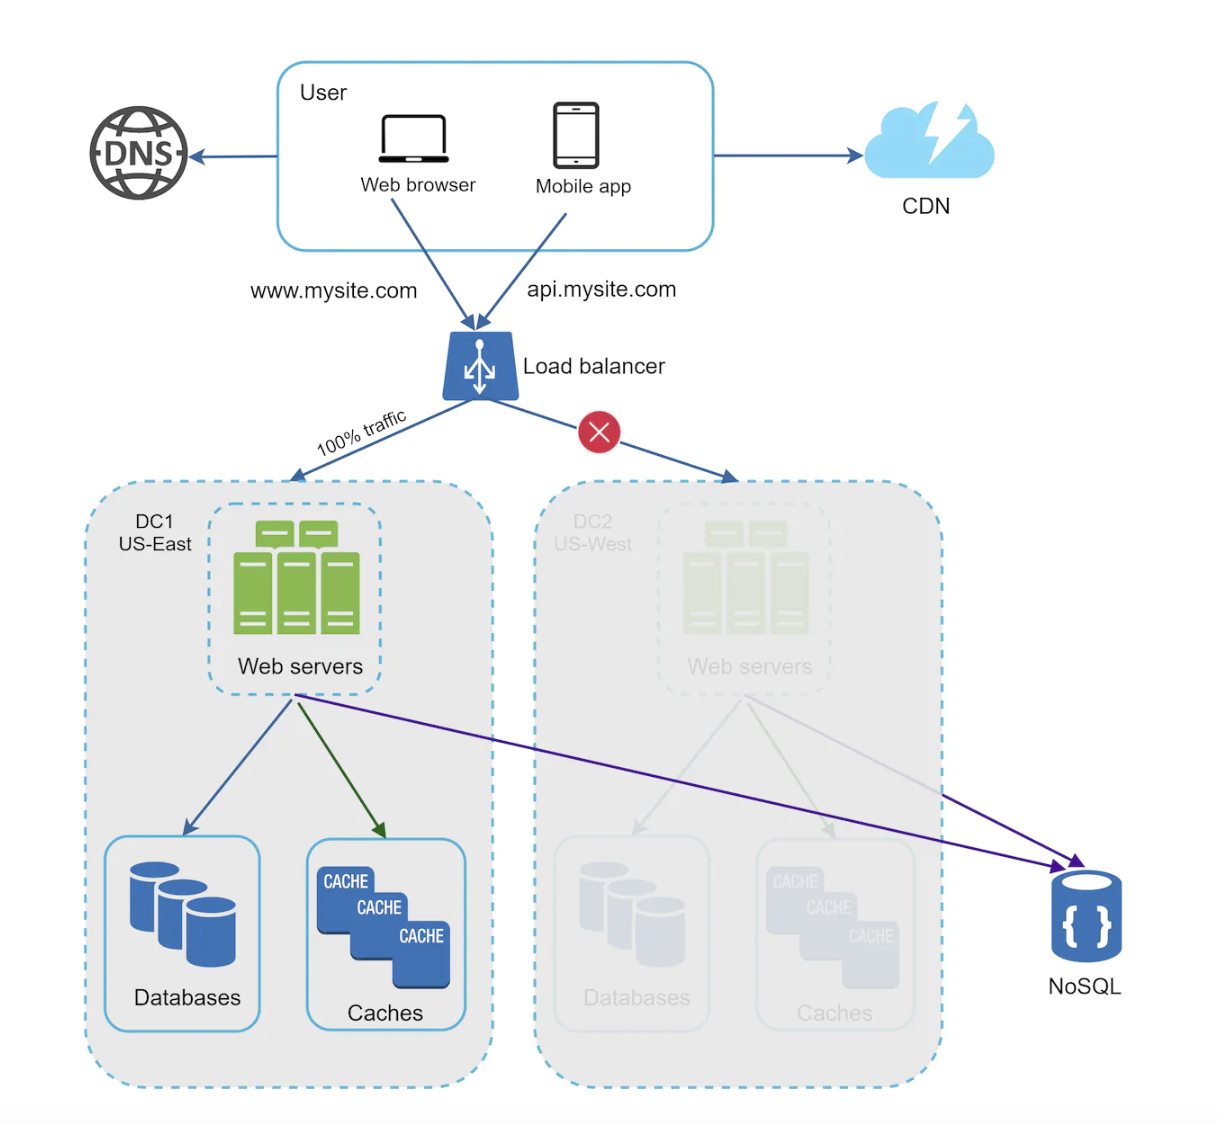 User
DNS
Web browser
Mobile app
CDN
www.mysite.com
api.mysite.com
Load balancer
100% traffic
DC1
US-East
DC2
US-West
Web servers
Web servers
CACHE
CACHE
CACHE
CACHE
CACHE
CACHE
{ }
Databases
Caches
Databases
Caches
NoSQL